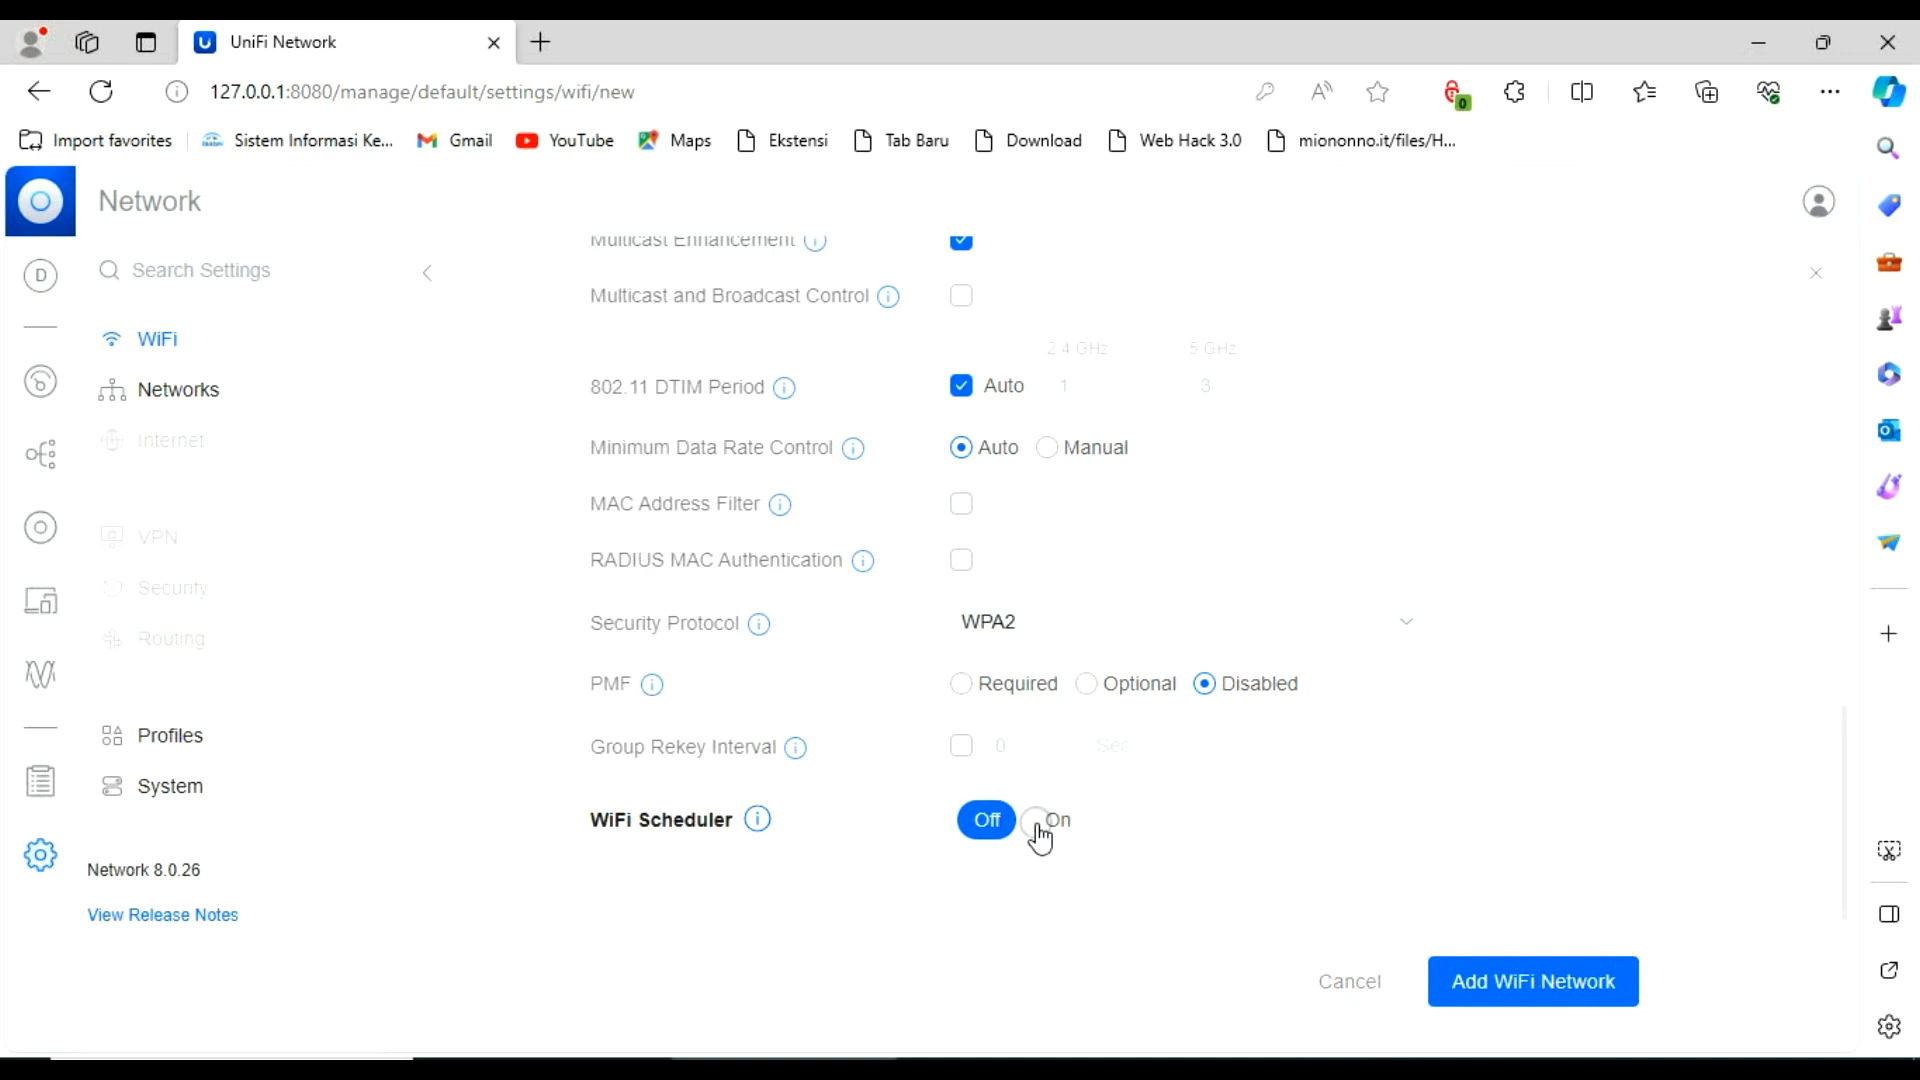 UniFi Network
127.0.0.1:8080/manage/default/settings/wifi/new
0
Import favorites
Sistem Informasi Ke...
Gmail
YouTube
Maps
Ekstensi
Tab Baru
Download
Web Hack 3.0
miononno.it/files/H...
Network
D
Search Settings
WiFi
Networks
Internet
VPN
Security
Routing
Profiles
System
Network 8.0.26
View Release Notes
Multicast Enhancement
Multicast and Broadcast Control
2.4 GHz 5 GHz
802.11 DTIM Period Auto 1 3
Minimum Data Rate Control Auto Manual
MAC Address Filter
RADIUS MAC Authentication
Security Protocol WPA2
PMF Required Optional Disabled
Group Rekey Interval 0 Sec
WiFi Scheduler Off On
Cancel Add WiFi Network